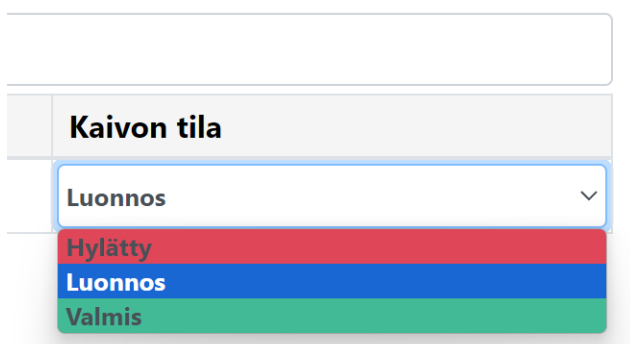 Kaivon tila
Luonnos
Hylätty
Luonnos
Valmis